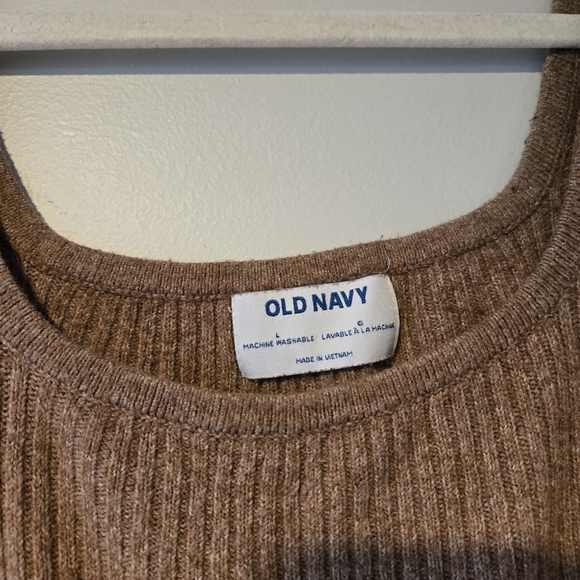 OLD NAVY
L G
MACHINE WASHABLE LAVABLE À LA MACHINE
MADE IN VIETNAM